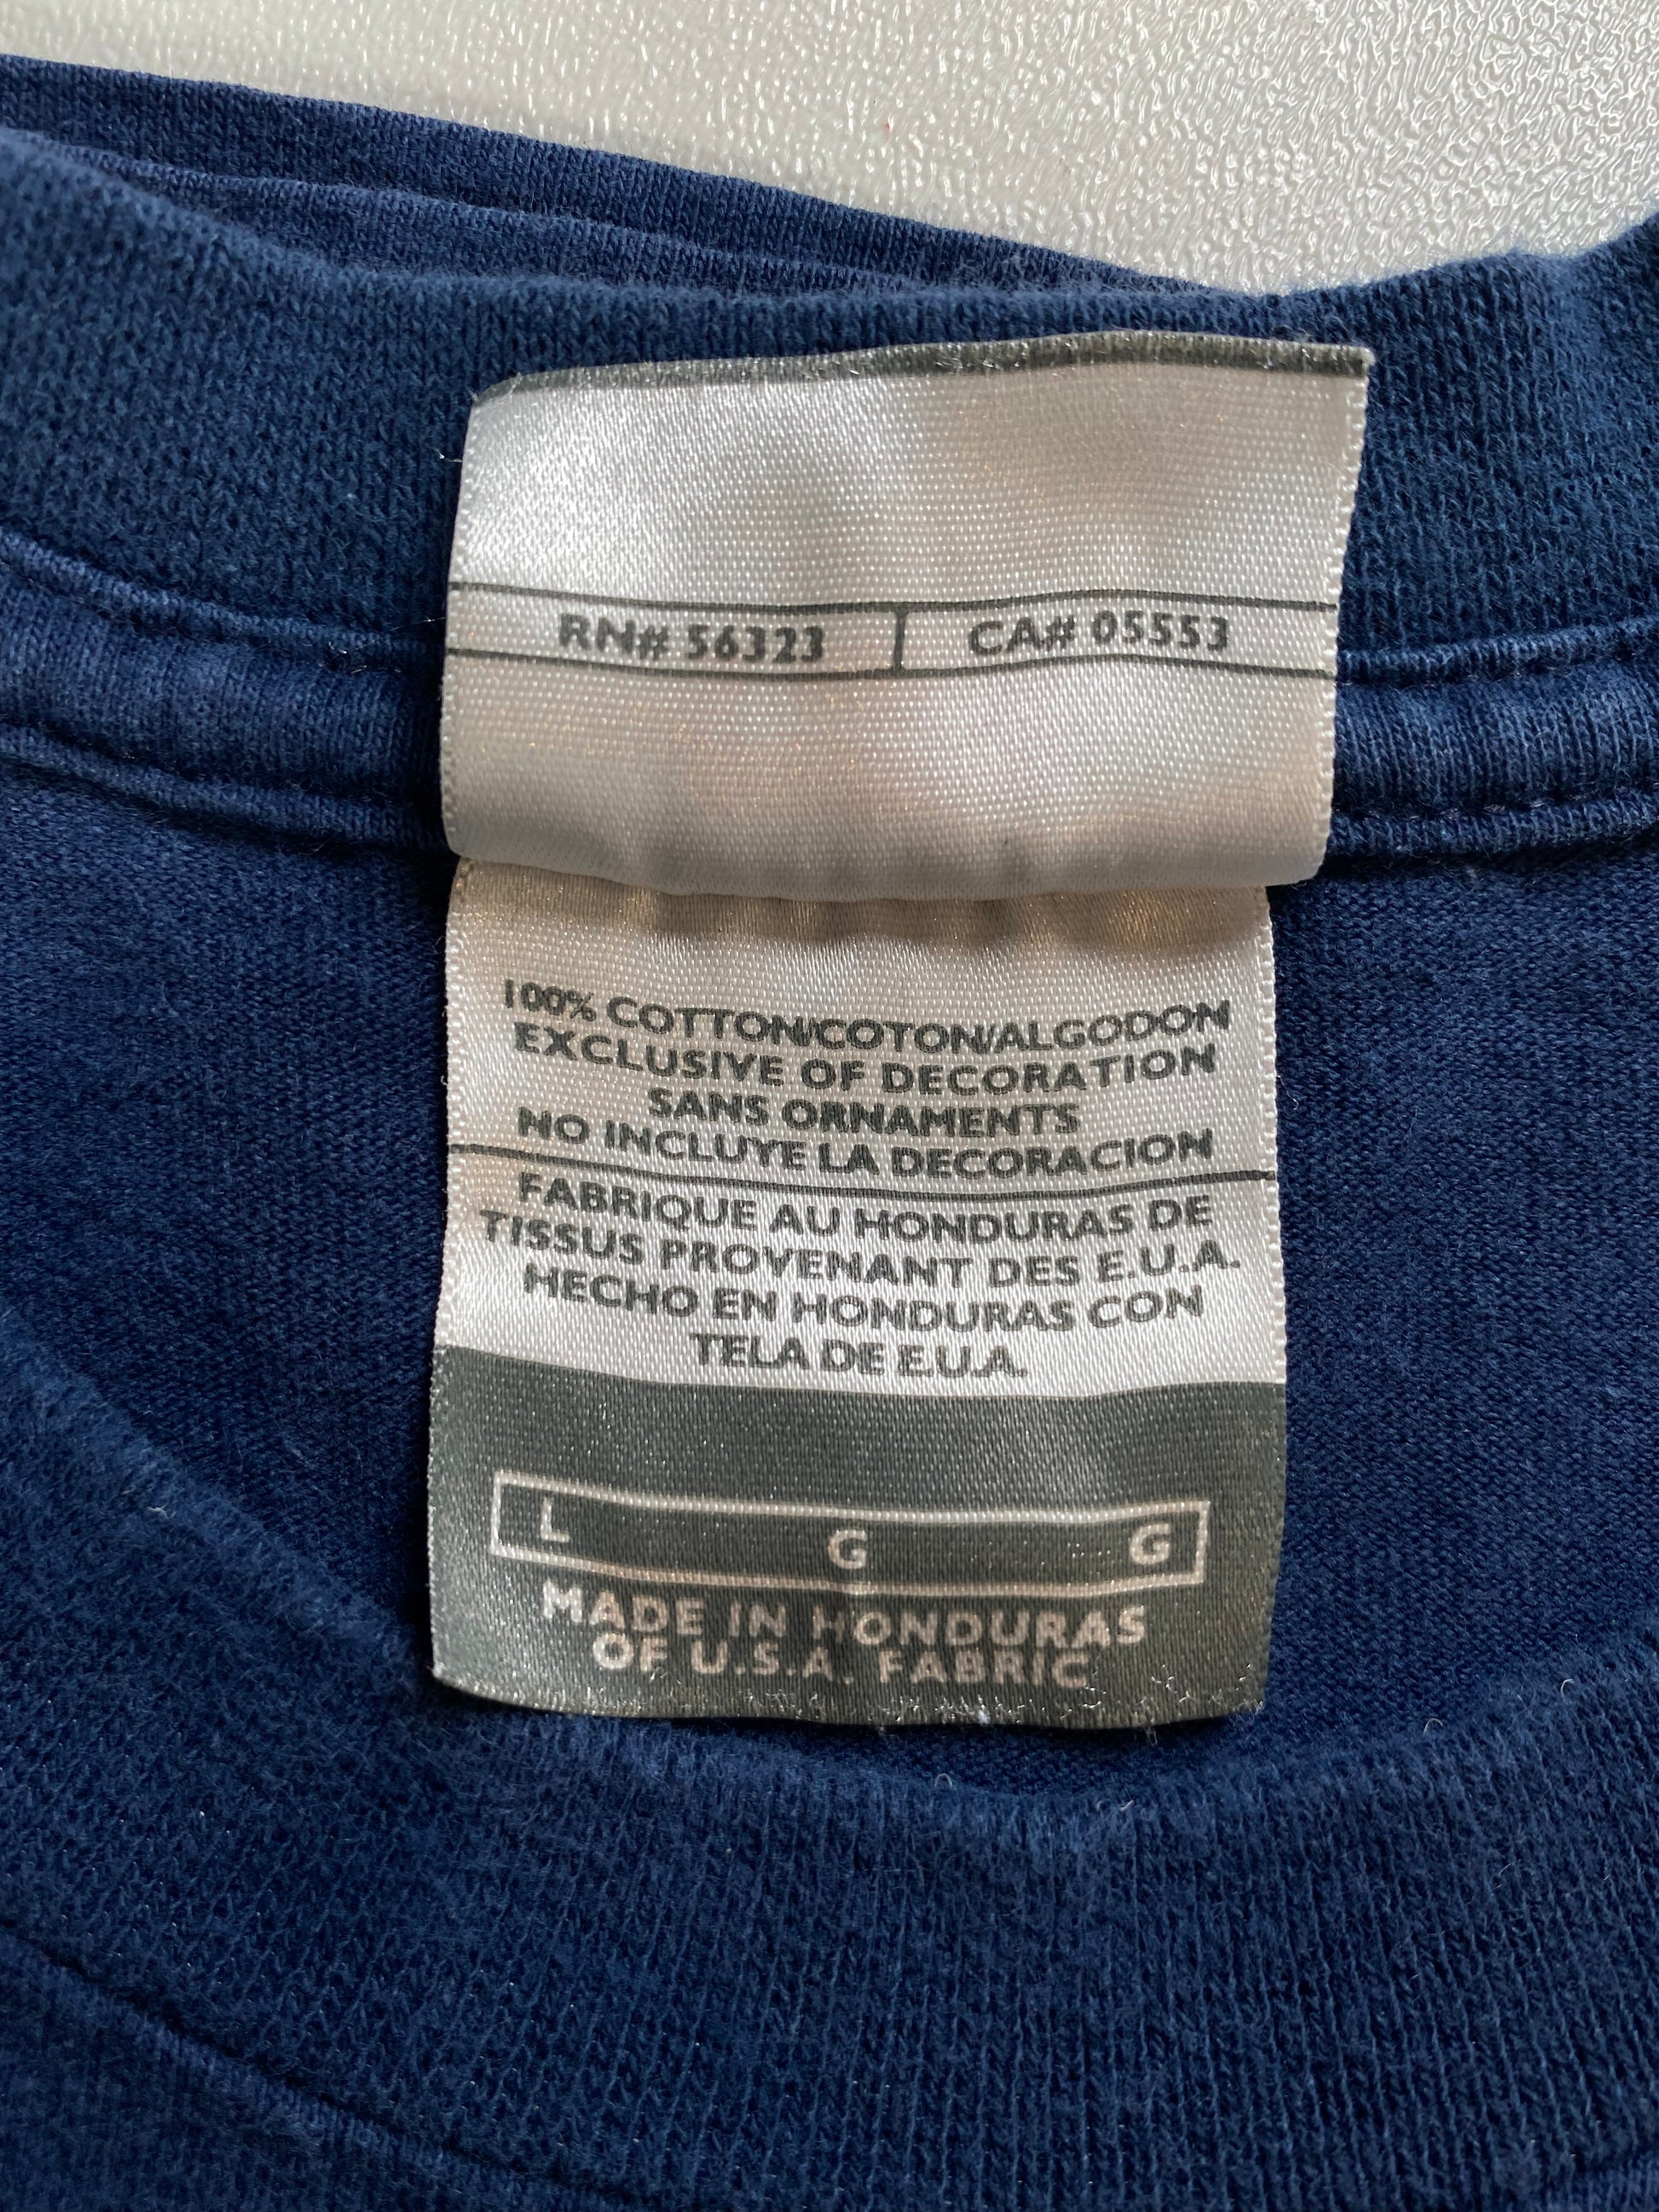 RN# 56323 CA# 05553
100% COTTON/COTON/ALGODON
EXCLUSIVE OF DECORATION
SANS ORNAMENTS
NO INCLUYE LA DECORACION
FABRIQUE AU HONDURAS DE
TISSUS PROVENANT DES E.U.A.
HECHO EN HONDURAS CON
TELA DE E.U.A.
L G G
MADE IN HONDURAS
OF U.S.A. FABRIC